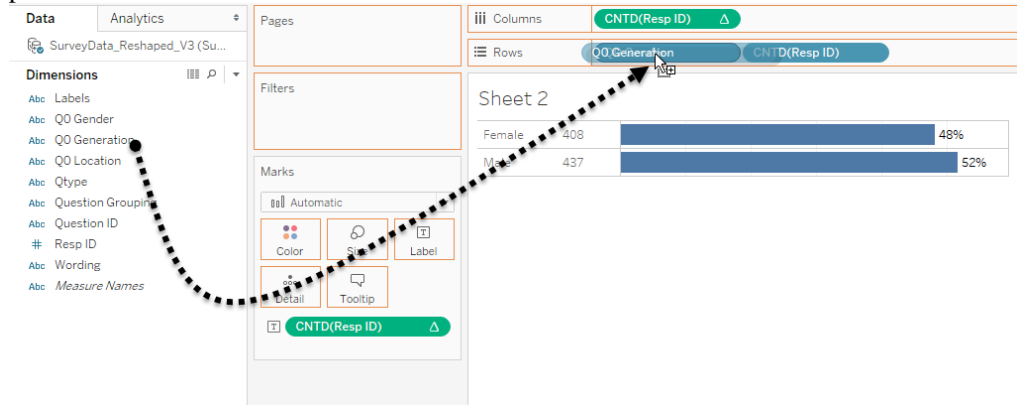 Data Analytics
SurveyData_Reshaped_V3 (Su...
Dimensions
Abc Labels
Abc Q0 Gender
Abc Q0 Generation
Abc Q0 Location
Abc Qtype
Abc Question Grouping
Abc Question ID
# Resp ID
Abc Wording
Abc Measure Names
Pages
Filters
Marks
Automatic
Color Size T Label
Detail Tooltip
T CNTD(Resp ID) Δ
iii Columns CNTD(Resp ID) Δ
Rows Q0 Generation CNTD(Resp ID)
Sheet 2
Female 408 48%
Male 437 52%